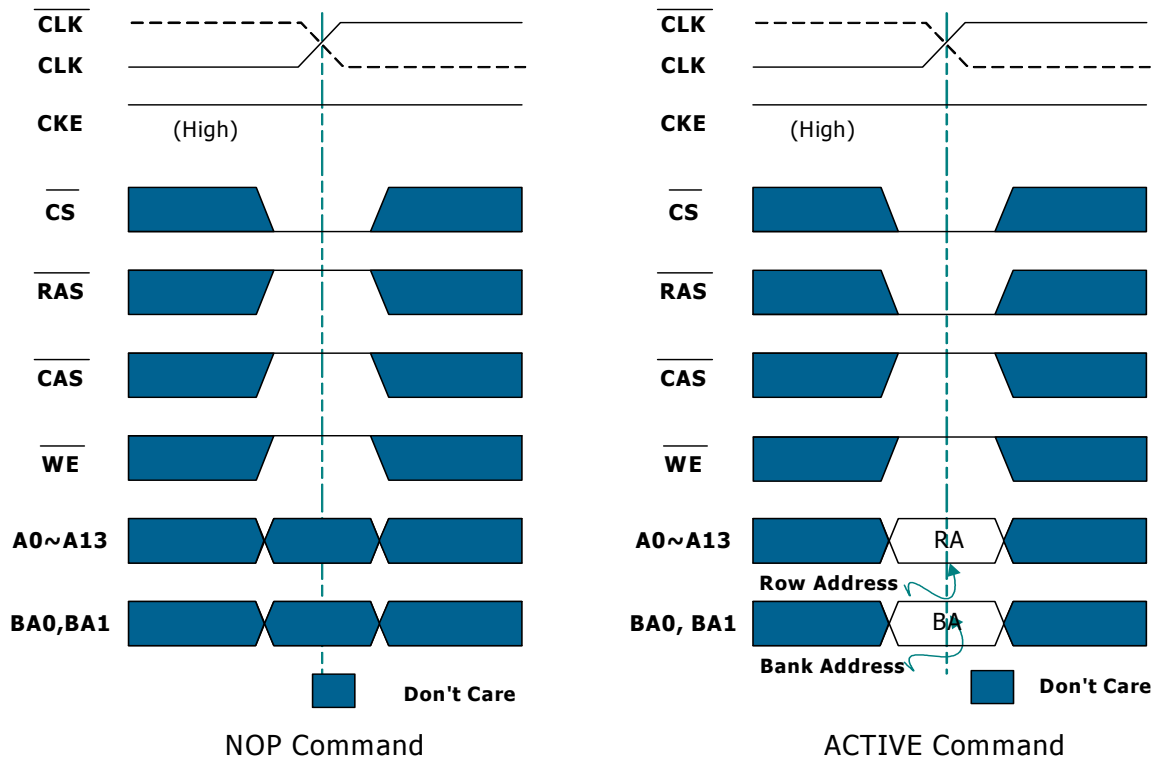 CLK
CLK
CKE
(High)
CS
RAS
CAS
WE
A0~A13
BA0,BA1
Don't Care
NOP Command
CLK
CLK
CKE
(High)
CS
RAS
CAS
WE
A0~A13
RA
Row Address
BA0, BA1
BA
Bank Address
Don't Care
ACTIVE Command